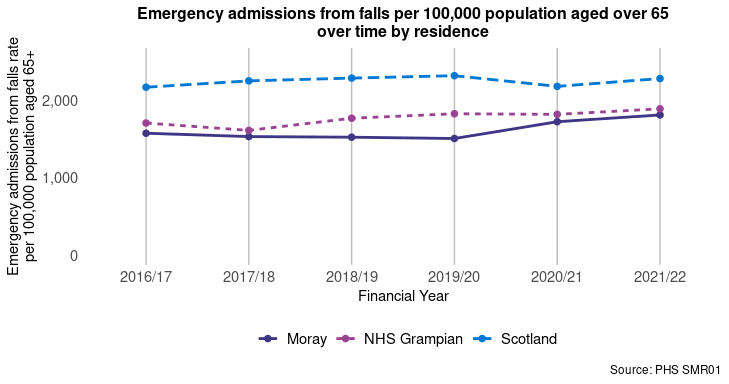 Emergency admissions from falls per 100,000 population aged over 65
over time by residence
Emergency admissions from falls rate
per 100,000 population aged 65+
2,000
1,000
0
2016/17 2017/18 2018/19 2019/20 2020/21 2021/22
Financial Year
Moray NHS Grampian Scotland
Source: PHS SMR01